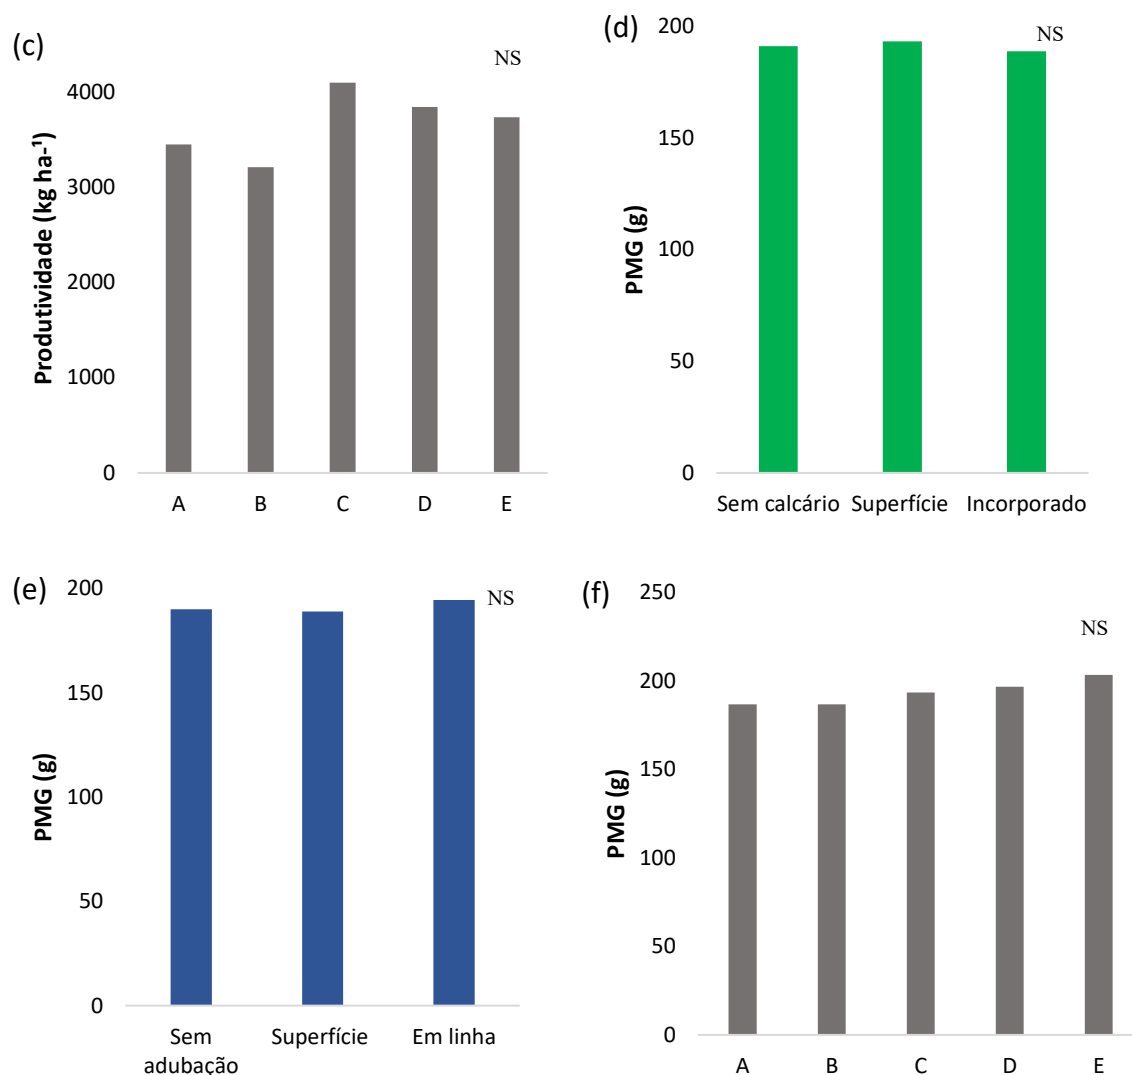 (c)
NS
Produtividade (kg ha-¹)
4000
3000
2000
1000
0
A B C D E
(d)
NS
PMG (g)
200
150
100
50
0
Sem calcário Superfície Incorporado
(e)
NS
PMG (g)
200
150
100
50
0
Sem adubação Superfície Em linha
(f)
NS
PMG (g)
250
200
150
100
50
0
A B C D E